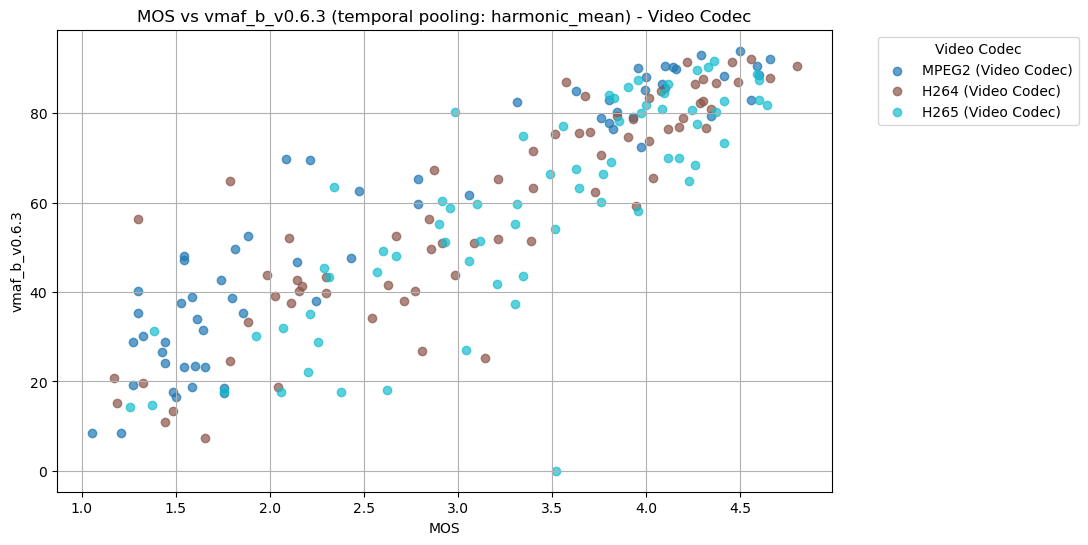 MOS vs vmaf_b_v0.6.3 (temporal pooling: harmonic_mean) - Video Codec
Video Codec
MPEG2 (Video Codec)
H264 (Video Codec)
H265 (Video Codec)
vmaf_b_v0.6.3
80
60
40
20
0
1.0 1.5 2.0 2.5 3.0 3.5 4.0 4.5
MOS